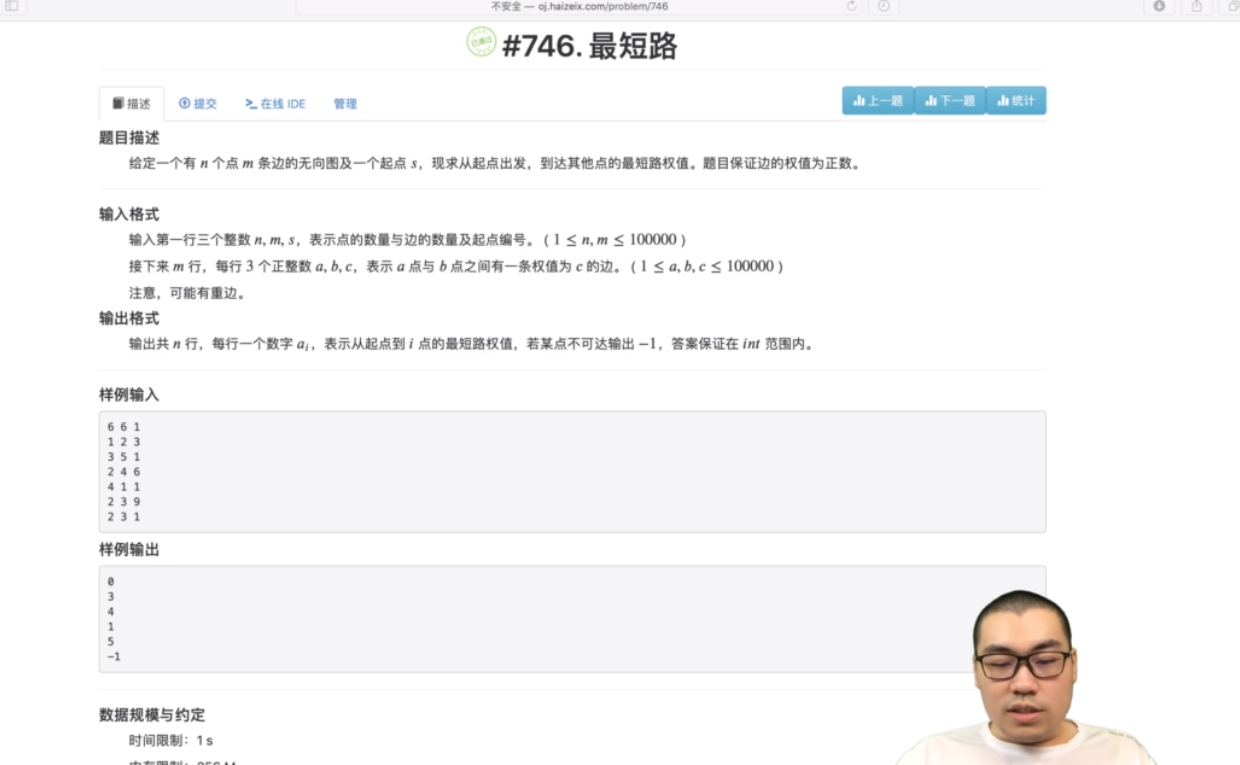 不安全 — oj.haizeix.com/problem/746
已通过
#746. 最短路
描述 提交 在线 IDE 管理 上一题 下一题 统计
题目描述
给定一个有 n 个点 m 条边的无向图及一个起点 s，现求从起点出发，到达其他点的最短路权值。题目保证边的权值为正数。
输入格式
输入第一行三个整数 n, m, s，表示点的数量与边的数量及起点编号。( 1 ≤ n, m ≤ 100000 )
接下来 m 行，每行 3 个正整数 a, b, c，表示 a 点与 b 点之间有一条权值为 c 的边。( 1 ≤ a, b, c ≤ 100000 )
注意，可能有重边。
输出格式
输出共 n 行，每行一个数字 aᵢ，表示从起点到 i 点的最短路权值，若某点不可达输出 −1，答案保证在 int 范围内。
样例输入
6 6 1
1 2 3
3 5 1
2 4 6
4 1 1
2 3 9
2 3 1
样例输出
0
3
4
1
5
−1
数据规模与约定
时间限制：1 s